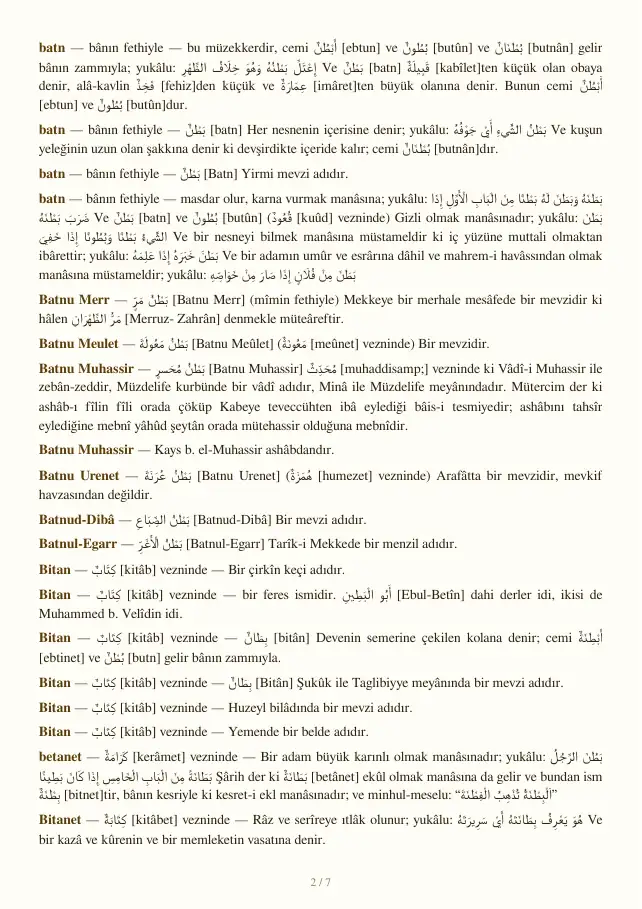 batn — bânın fethiyle — bu müzekkerdir, cemi أَبْطُنٌ [ebtun] ve بُطُونٌ [butûn] ve بُطْنَانٌ [butnân] gelir
bânın zammıyla; yukâlu: إِعْتَلَّ بَطْنُهُ وَهُوَ خِلَافُ الظَّهْرِ Ve بَطْنٌ [batn] قَبِيلَةٌ [kabîlet]ten küçük olan obaya
denir, alâ-kavlin فَخِذٌ [fehiz]den küçük ve عِمَارَةٌ [imâret]ten büyük olanına denir. Bunun cemi أَبْطُنٌ
[ebtun] ve بُطُونٌ [butûn]dur.
batn — bânın fethiyle — بَطْنٌ [batn] Her nesnenin içerisine denir; yukâlu: بَطْنُ الشَّيْءِ أَيْ جَوْفُهُ Ve kuşun
yeleğinin uzun olan şakkına denir ki devşirdikte içeride kalır; cemi بُطْنَانٌ [butnân]dır.
batn — bânın fethiyle — بَطْنٌ [Batn] Yirmi mevzi adıdır.
batn — bânın fethiyle — masdar olur, karna vurmak manâsına; yukâlu: بَطَنَهُ وَبَطَنَ لَهُ بَطْنًا مِنَ الْبَابِ الْأَوَّلِ إِذَا
ضَرَبَ بَطْنَهُ Ve بَطْنٌ [batn] ve بُطُونٌ [butûn] (قُعُودٌ [kuûd] vezninde) Gizli olmak manâsınadır; yukâlu: بَطَنَ
الشَّيْءُ بَطْنًا وَبُطُونًا إِذَا خَفِيَ Ve bir nesneyi bilmek manâsına müstameldir ki iç yüzüne muttali olmaktan
ibârettir; yukâlu: بَطَنَ خَبَرَهُ إِذَا عَلِمَهُ Ve bir adamın umûr ve esrârına dâhil ve mahrem-i havâssından olmak
manâsına müstameldir; yukâlu: بَطَنَ مِنْ فُلَانٍ إِذَا صَارَ مِنْ خَوَاصِّهِ
Batnu Merr — بَطْنُ مَرٍّ [Batnu Merr] (mîmin fethiyle) Mekkeye bir merhale mesâfede bir mevzidir ki
hâlen مَرُّ الظَّهْرَانِ [Merruz- Zahrân] denmekle müteâreftir.
Batnu Meulet — بَطْنُ مَعُولَةَ [Batnu Meûlet] (مَعُونَةٌ [meûnet] vezninde) Bir mevzidir.
Batnu Muhassir — بَطْنُ مُحَسِرٍ [Batnu Muhassir] مُحَدِّثٌ [muhaddisamp;] vezninde ki Vâdî-i Muhassir ile
zebân-zeddir, Müzdelife kurbünde bir vâdî adıdır, Minâ ile Müzdelife meyânındadır. Mütercim der ki
ashâb-ı fîlin fîli orada çöküp Kabeye teveccühten ibâ eylediği bâis-i tesmiyedir; ashâbını tahsîr
eylediğine mebnî yâhûd şeytân orada mütehassir olduğuna mebnîdir.
Batnu Muhassir — Kays b. el-Muhassir ashâbdandır.
Batnu Urenet — بَطْنُ عُرَنَةَ [Batnu Urenet] (هُمَزَةٌ [humezet] vezninde) Arafâtta bir mevzidir, mevkif
havzasından değildir.
Batnud-Dibâ — بَطْنُ الضِّبَاعِ [Batnud-Dibâ] Bir mevzi adıdır.
Batnul-Egarr — بَطْنُ الْأَغَرِّ [Batnul-Egarr] Tarîk-i Mekkede bir menzil adıdır.
Bitan — كِتَابٌ [kitâb] vezninde — Bir çirkîn keçi adıdır.
Bitan — كِتَابٌ [kitâb] vezninde — bir feres ismidir. أَبُو الْبَطِينِ [Ebul-Betîn] dahi derler idi, ikisi de
Muhammed b. Velîdin idi.
Bitan — كِتَابٌ [kitâb] vezninde — بِطَانٌ [bitân] Devenin semerine çekilen kolana denir; cemi أَبْطِنَةٌ
[ebtinet] ve بُطْنٌ [butn] gelir bânın zammıyla.
Bitan — كِتَابٌ [kitâb] vezninde — بِطَانٌ [Bitân] Şukûk ile Taglibiyye meyânında bir mevzi adıdır.
Bitan — كِتَابٌ [kitâb] vezninde — Huzeyl bilâdında bir mevzi adıdır.
Bitan — كِتَابٌ [kitâb] vezninde — Yemende bir belde adıdır.
betanet — كَرَامَةٌ [kerâmet] vezninde — Bir adam büyük karınlı olmak manâsınadır; yukâlu: بَطُنَ الرَّجُلُ
بَطَانَةً مِنَ الْبَابِ الْخَامِسِ إِذَا كَانَ بَطِينًا Şârih der ki بَطَانَةٌ [betânet] ekûl olmak manâsına da gelir ve bundan ism
بِطْنَةٌ [bitnet]tir, bânın kesriyle ki kesret-i ekl manâsınadır; ve minhul-meselu: “اَلْبِطْنَةُ تُذْهِبُ الْفِطْنَةَ”
Bitanet — كِتَابَةٌ [kitâbet] vezninde — Râz ve serîreye ıtlâk olunur; yukâlu: هُوَ يَعْرِفُ بِطَانَتَهُ أَيْ سَرِيرَتَهُ Ve
bir kazâ ve kûrenin ve bir memleketin vasatına denir.
2 / 7